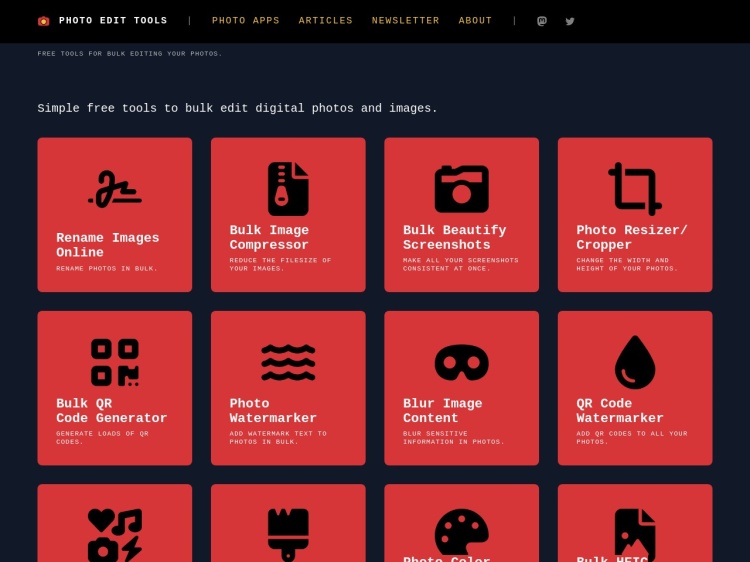 PHOTO EDIT TOOLS | PHOTO APPS ARTICLES NEWSLETTER ABOUT |
FREE TOOLS FOR BULK EDITING YOUR PHOTOS.
Simple free tools to bulk edit digital photos and images.
Rename Images
Online
RENAME PHOTOS IN BULK.
Bulk Image
Compressor
REDUCE THE FILESIZE OF
YOUR IMAGES.
Bulk Beautify
Screenshots
MAKE ALL YOUR SCREENSHOTS
CONSISTENT AT ONCE.
Photo Resizer/
Cropper
CHANGE THE WIDTH AND
HEIGHT OF YOUR PHOTOS.
Bulk QR
Code Generator
GENERATE LOADS OF QR
CODES.
Photo
Watermarker
ADD WATERMARK TEXT TO
PHOTOS IN BULK.
Blur Image
Content
BLUR SENSITIVE
INFORMATION IN PHOTOS.
QR Code
Watermarker
ADD QR CODES TO ALL YOUR
PHOTOS.
Photo Color
Bulk HEIC